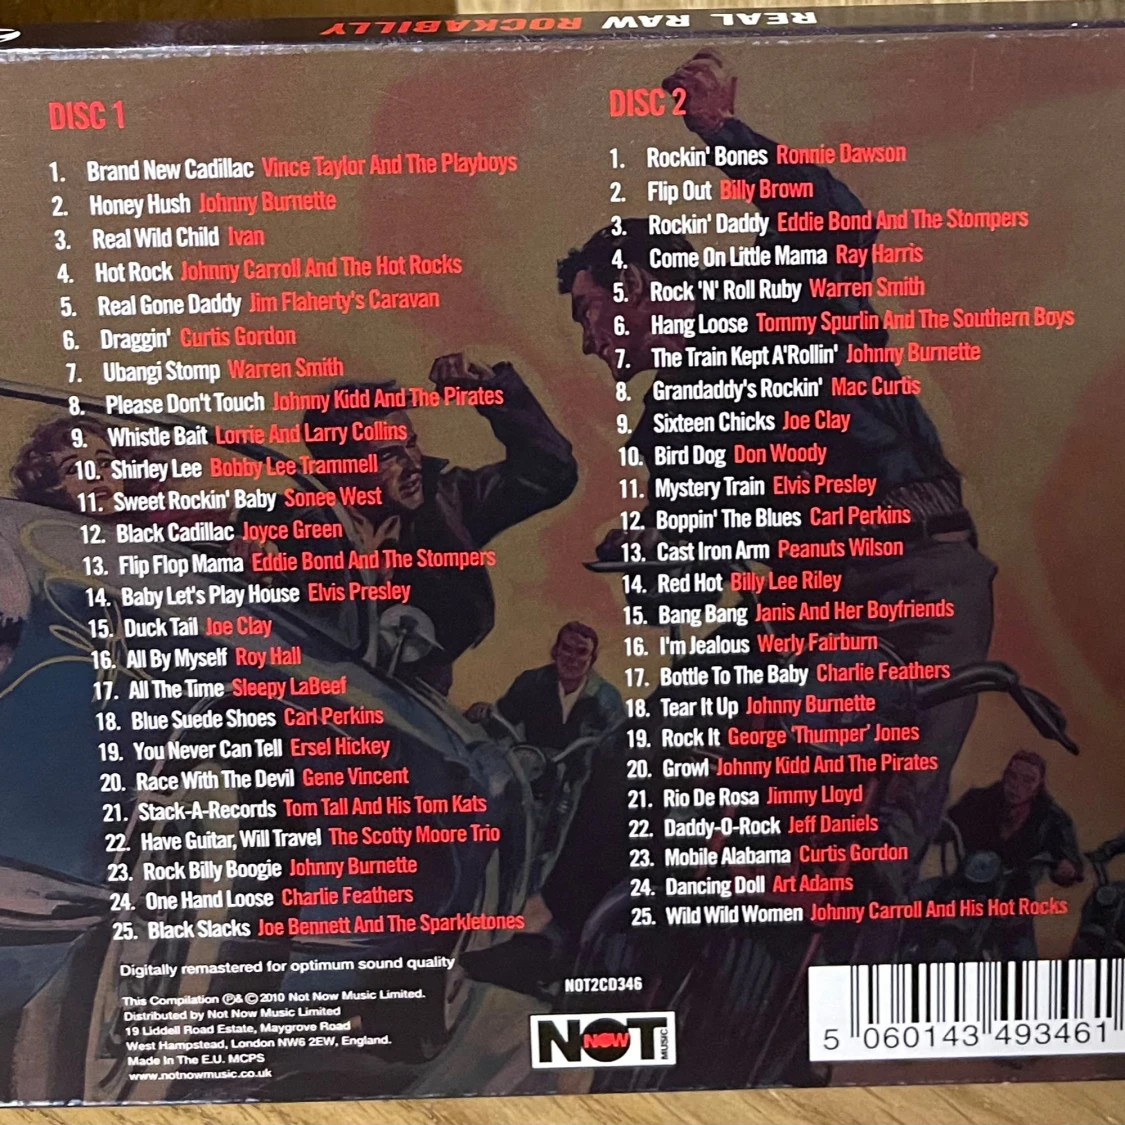 REAL RAW ROCKABILLY
DISC 1
1. Brand New Cadillac Vince Taylor And The Playboys
2. Honey Hush Johnny Burnette
3. Real Wild Child Ivan
4. Hot Rock Johnny Carroll And The Hot Rocks
5. Real Gone Daddy Jim Flaherty's Caravan
6. Draggin' Curtis Gordon
7. Ubangi Stomp Warren Smith
8. Please Don't Touch Johnny Kidd And The Pirates
9. Whistle Bait Lorrie And Larry Collins
10. Shirley Lee Bobby Lee Trammell
11. Sweet Rockin' Baby Sonee West
12. Black Cadillac Joyce Green
13. Flip Flop Mama Eddie Bond And The Stompers
14. Baby Let's Play House Elvis Presley
15. Duck Tail Joe Clay
16. All By Myself Roy Hall
17. All The Time Sleepy LaBeef
18. Blue Suede Shoes Carl Perkins
19. You Never Can Tell Ersel Hickey
20. Race With The Devil Gene Vincent
21. Stack-A-Records Tom Tall And His Tom Kats
22. Have Guitar, Will Travel The Scotty Moore Trio
23. Rock Billy Boogie Johnny Burnette
24. One Hand Loose Charlie Feathers
25. Black Slacks Joe Bennett And The Sparkletones
DISC 2
1. Rockin' Bones Ronnie Dawson
2. Flip Out Billy Brown
3. Rockin' Daddy Eddie Bond And The Stompers
4. Come On Little Mama Ray Harris
5. Rock 'N' Roll Ruby Warren Smith
6. Hang Loose Tommy Spurlin And The Southern Boys
7. The Train Kept A'Rollin' Johnny Burnette
8. Grandaddy's Rockin' Mac Curtis
9. Sixteen Chicks Joe Clay
10. Bird Dog Don Woody
11. Mystery Train Elvis Presley
12. Boppin' The Blues Carl Perkins
13. Cast Iron Arm Peanuts Wilson
14. Red Hot Billy Lee Riley
15. Bang Bang Janis And Her Boyfriends
16. I'm Jealous Werly Fairburn
17. Bottle To The Baby Charlie Feathers
18. Tear It Up Johnny Burnette
19. Rock It George 'Thumper' Jones
20. Growl Johnny Kidd And The Pirates
21. Rio De Rosa Jimmy Lloyd
22. Daddy-O-Rock Jeff Daniels
23. Mobile Alabama Curtis Gordon
24. Dancing Doll Art Adams
25. Wild Wild Women Johnny Carroll And His Hot Rocks
Digitally remastered for optimum sound quality
This Compilation ℗& © 2010 Not Now Music Limited.
Distributed by Not Now Music Limited
19 Liddell Road Estate, Maygrove Road
West Hampstead, London NW6 2EW, England.
Made In The E.U. MCPS
www.notnowmusic.co.uk
NOT2CD346
NOT NOW MUSIC
5 060143 493461